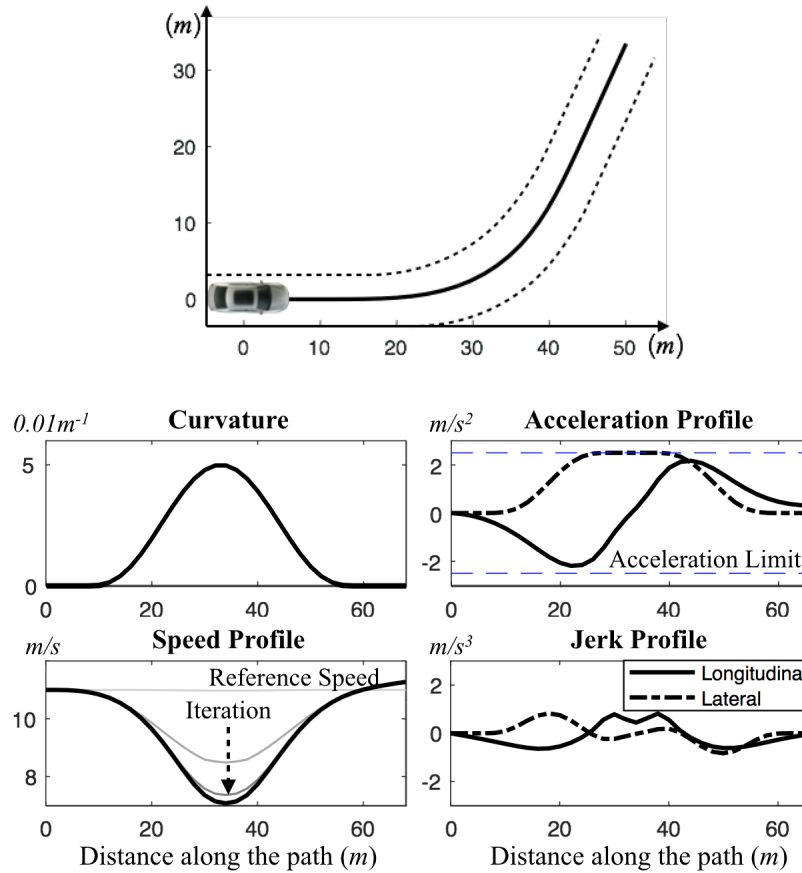 (m)
30
20
10
0
0 10 20 30 40 50 (m)
0.01m⁻¹ Curvature
5
0
0 20 40 60
m/s² Acceleration Profile
2
0
-2
Acceleration Limit
0 20 40 60
m/s Speed Profile
Reference Speed
Iteration
10
8
0 20 40 60
Distance along the path (m)
m/s³ Jerk Profile
Longitudina
Lateral
2
0
-2
0 20 40 60
Distance along the path (m)